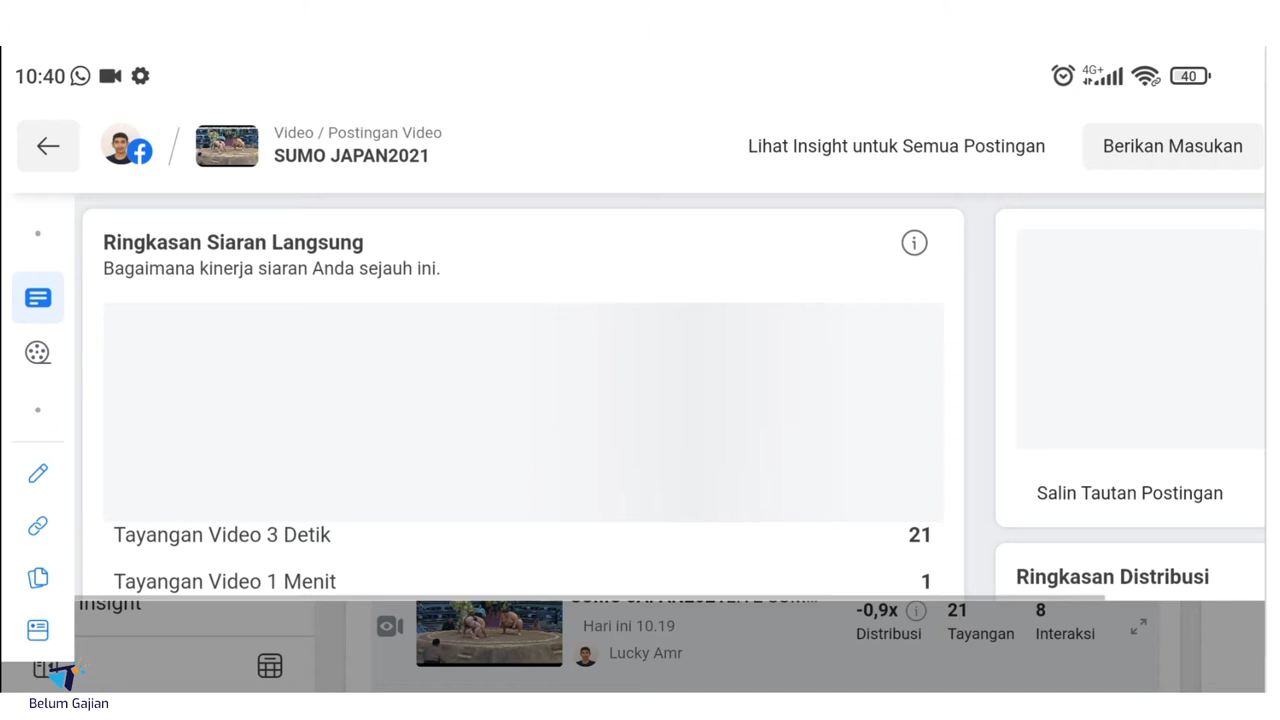 10:40
4G+
40
Video / Postingan Video
SUMO JAPAN2021
Lihat Insight untuk Semua Postingan
Berikan Masukan
Ringkasan Siaran Langsung
Bagaimana kinerja siaran Anda sejauh ini.
Tayangan Video 3 Detik 21
Tayangan Video 1 Menit 1
Salin Tautan Postingan
Ringkasan Distribusi
Insight
Hari ini 10.19
Lucky Amr
-0,9x 21 8
Distribusi Tayangan Interaksi
Belum Gajian